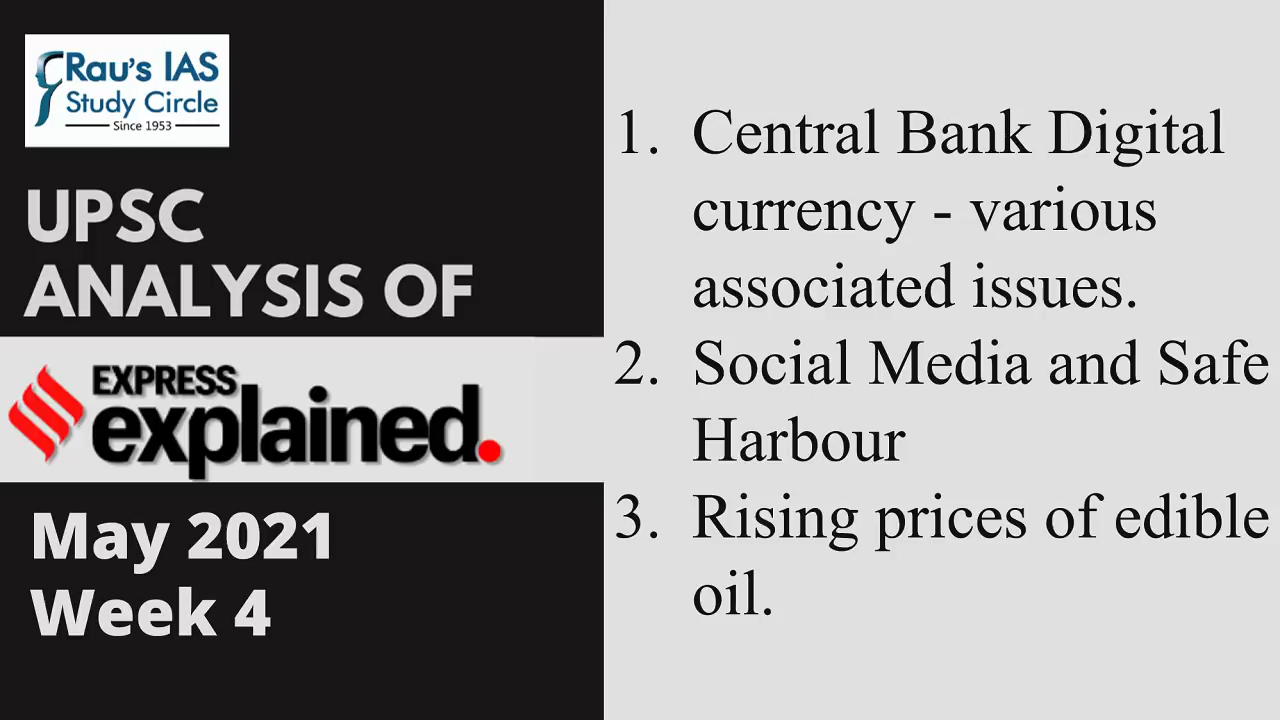 Rau's IAS
Study Circle
Since 1953
UPSC
ANALYSIS OF
EXPRESS
explained.
May 2021
Week 4
1. Central Bank Digital
currency - various
associated issues.
2. Social Media and Safe
Harbour
3. Rising prices of edible
oil.